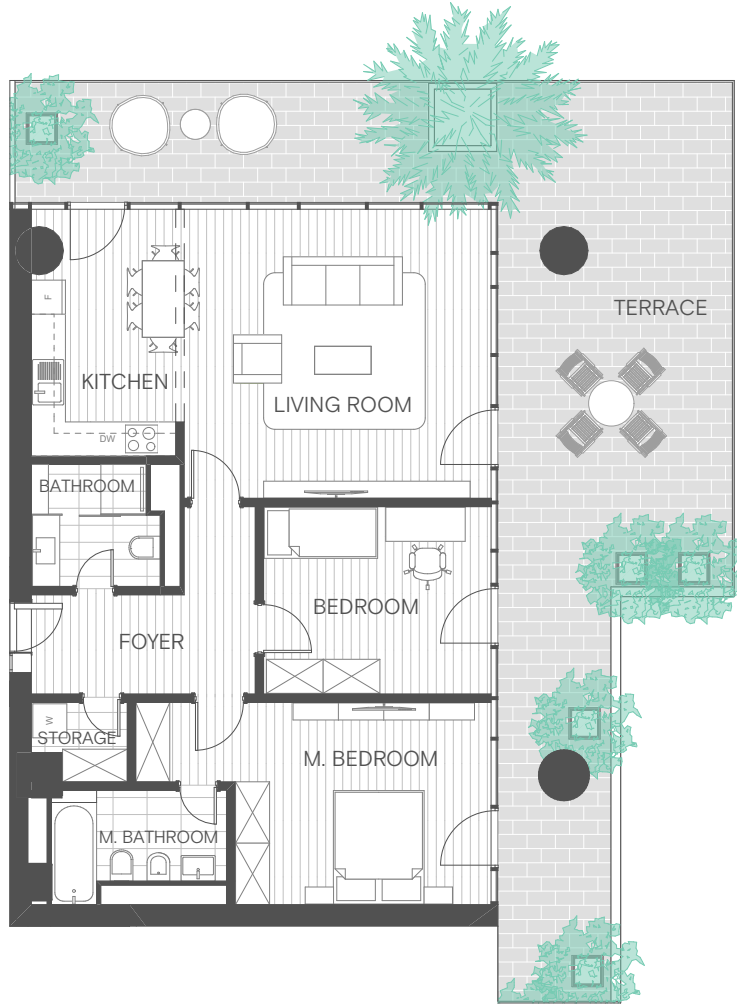 TERRACE
F
KITCHEN
LIVING ROOM
DW
BATHROOM
BEDROOM
FOYER
W
STORAGE
M. BEDROOM
M. BATHROOM